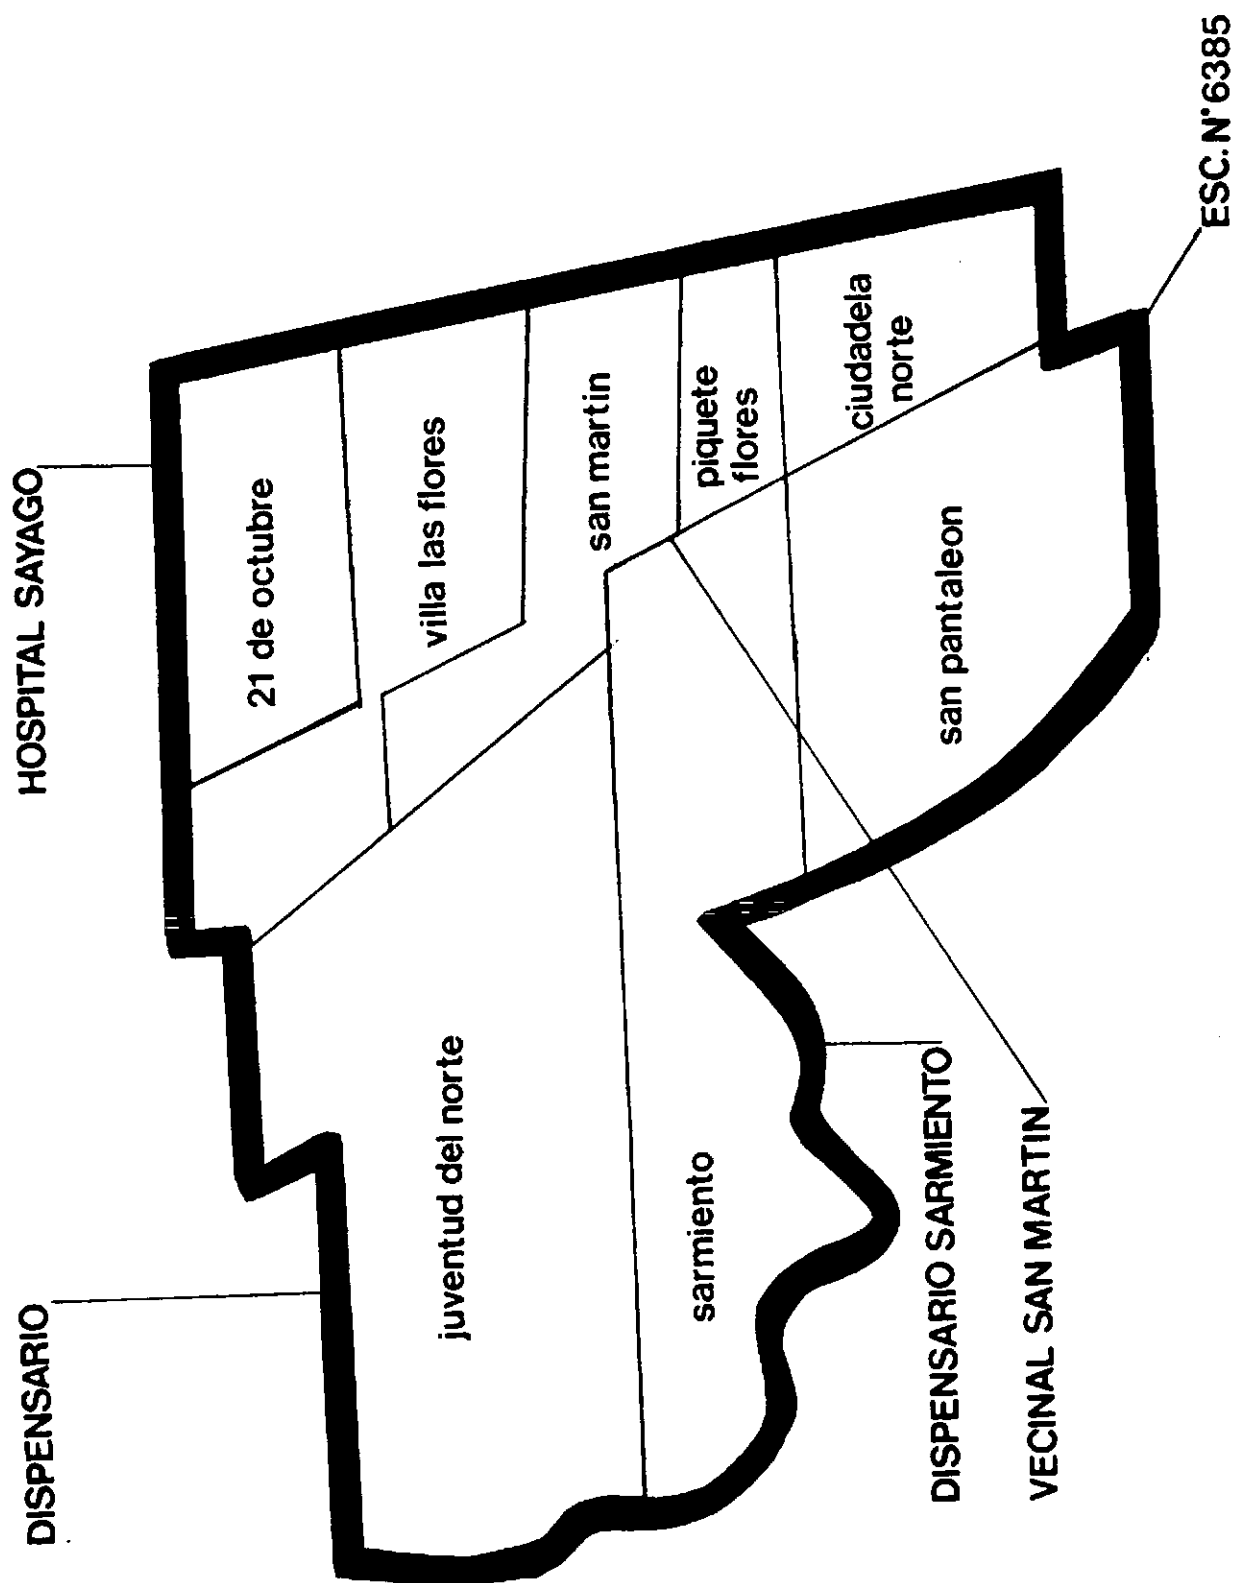 HOSPITAL SAYAGO
DISPENSARIO
21 de octubre
villa las flores
juventud del norte
san martin
piquete
flores
sarmiento
ciudadela
norte
san pantaleon
DISPENSARIO SARMIENTO
VECINAL SAN MARTIN
ESC. N° 6385